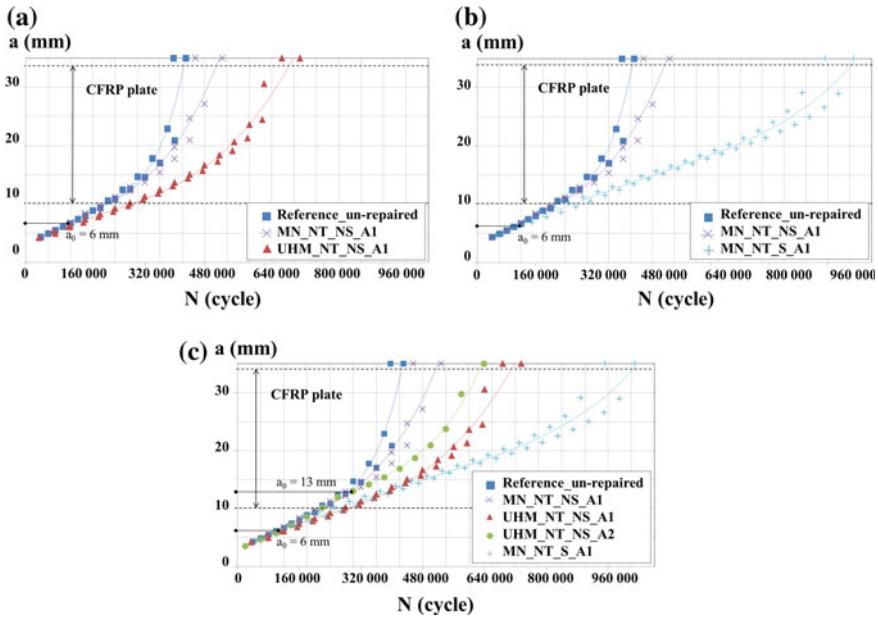 (a)
a (mm)
30
20
10
0
CFRP plate
a₀ = 6 mm
Reference_un-repaired
MN_NT_NS_A1
UHM_NT_NS_A1
0 160 000 320 000 480 000 640 000 800 000 960 000
N (cycle)
(b)
a (mm)
30
20
10
0
CFRP plate
a₀ = 6 mm
Reference_un-repaired
MN_NT_NS_A1
MN_NT_S_A1
0 160 000 320 000 480 000 640 000 800 000 960 000
N (cycle)
(c)
a (mm)
30
20
10
0
CFRP plate
a₀ = 13 mm
a₀ = 6 mm
Reference_un-repaired
MN_NT_NS_A1
UHM_NT_NS_A1
UHM_NT_NS_A2
MN_NT_S_A1
0 160 000 320 000 480 000 640 000 800 000 960 000
N (cycle)